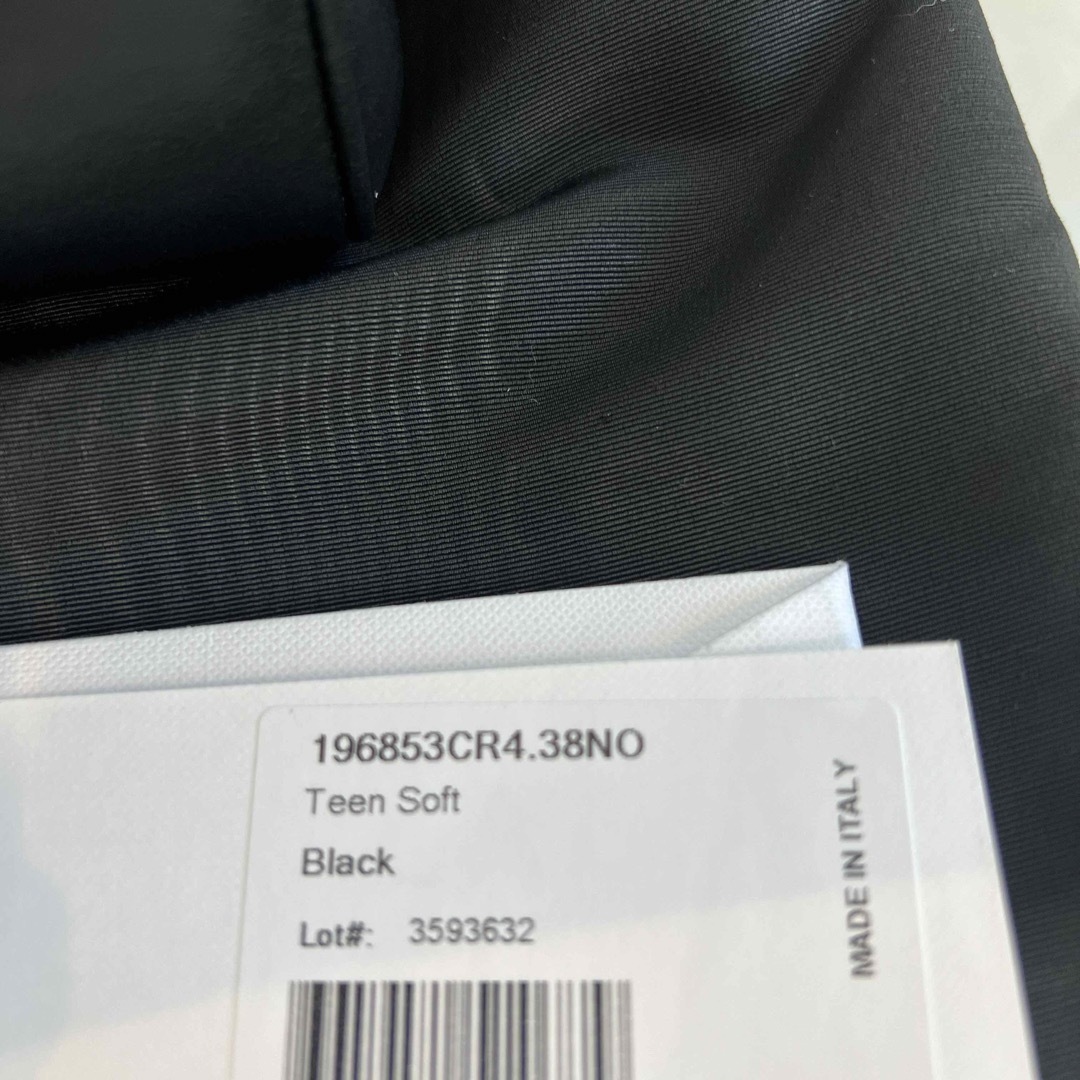 196853CR4.38NO
Teen Soft
Black
Lot#: 3593632
MADE IN ITALY